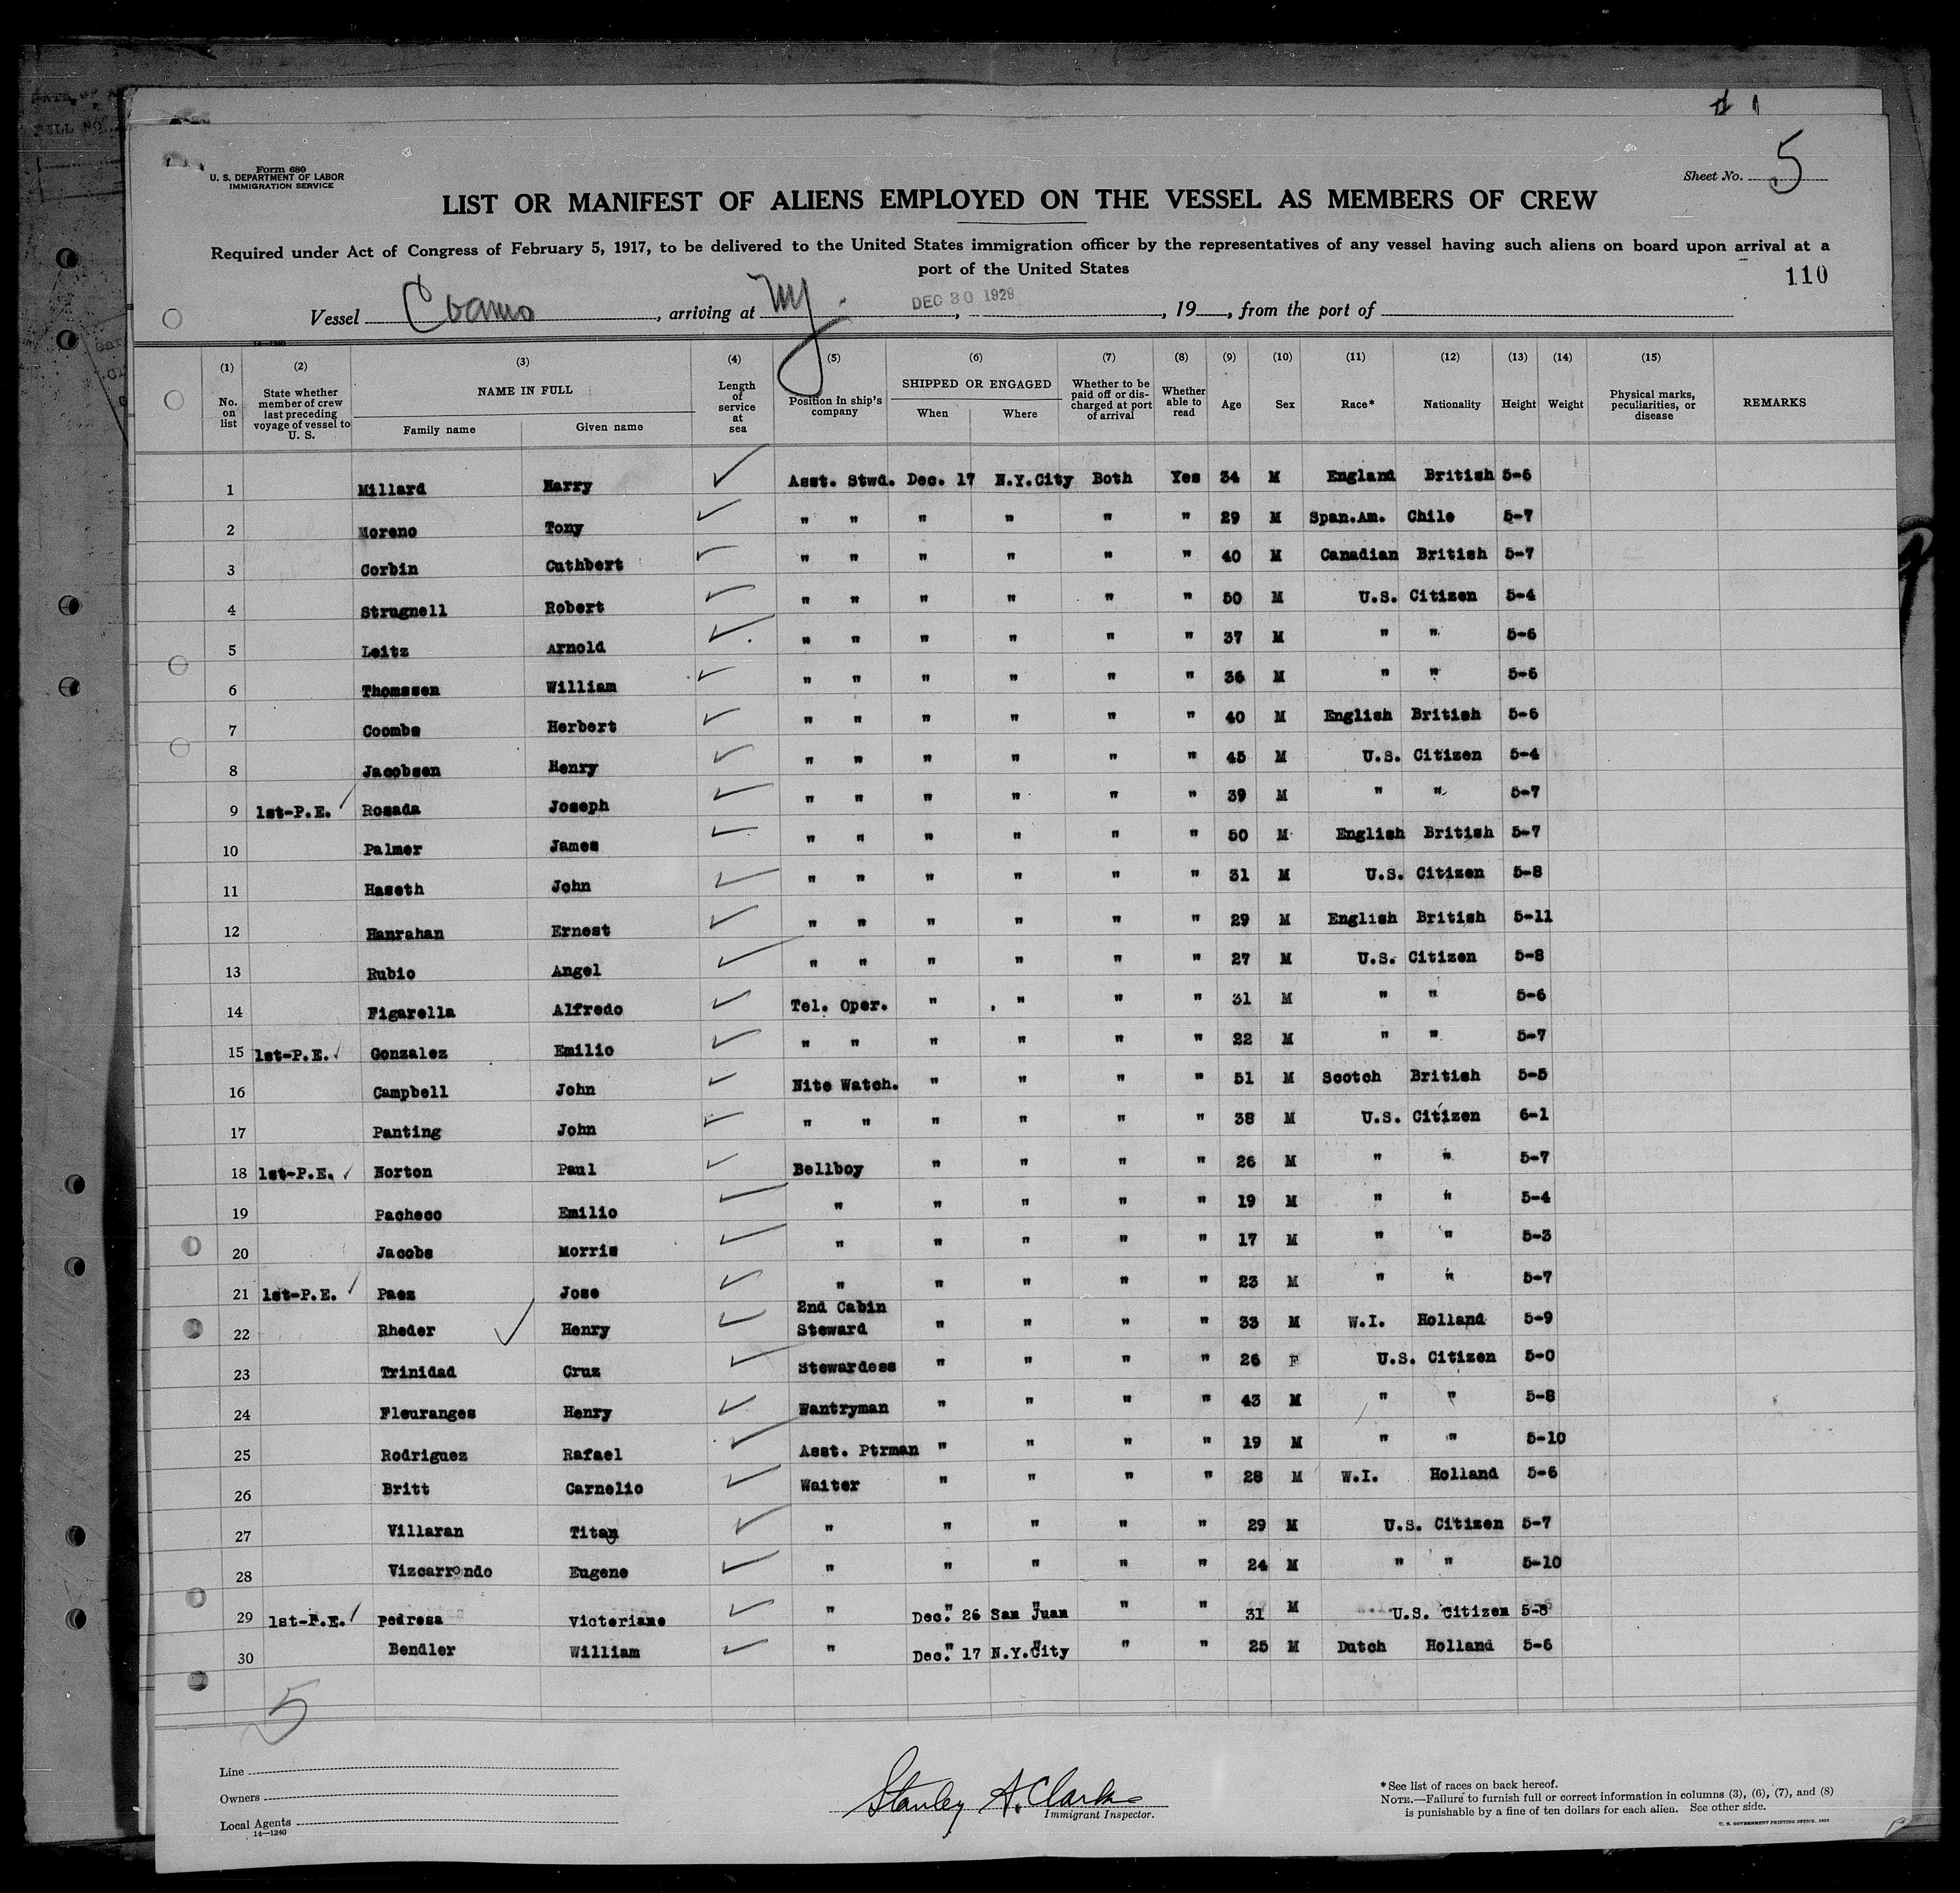 # 1
Form 680
U. S. DEPARTMENT OF LABOR
IMMIGRATION SERVICE
Sheet No. 5
LIST OR MANIFEST OF ALIENS EMPLOYED ON THE VESSEL AS MEMBERS OF CREW
Required under Act of Congress of February 5, 1917, to be delivered to the United States immigration officer by the representatives of any vessel having such aliens on board upon arrival at a
port of the United States
110
Vessel Coamo, arriving at NY. DEC 30 1929, 19 , from the port of
14—1240
(1) (2) (3) (4) (5) (6) (7) (8) (9) (10) (11) (12) (13) (14) (15)
No. on list | State whether member of crew last preceding voyage of vessel to U. S. | NAME IN FULL Family name Given name | Length of service at sea | Position in ship's company | SHIPPED OR ENGAGED When Where | Whether to be paid off or discharged at port of arrival | Whether able to read | Age | Sex | Race* | Nationality | Height | Weight | Physical marks, peculiarities, or disease | REMARKS
1 Millard Harry ✓ Asst. Stwd. Dec. 17 N.Y.City Both Yes 34 M England British 5-6
2 Moreno Tony ✓ " " " " " " 29 M Span.Am. Chile 5-7
3 Corbin Cuthbert ✓ " " " " " " 40 M Canadian British 5-7
4 Strugnell Robert ✓ " " " " " " 50 M U.S. Citizen 5-4
5 Leitz Arnold ✓ " " " " " " 37 M " " 5-6
6 Thomssen William ✓ " " " " " " 36 M " " 5-6
7 Coombs Herbert ✓ " " " " " " 40 M English British 5-6
8 Jacobsen Henry ✓ " " " " " " 45 M U.S. Citizen 5-4
9 1st-P.E. ✓ Rosada Joseph ✓ " " " " " " 39 M " " 5-7
10 Palmer James ✓ " " " " " " 50 M English British 5-7
11 Haseth John ✓ " " " " " " 31 M U.S. Citizen 5-8
12 Hanrahan Ernest ✓ " " " " " " 29 M English British 5-11
13 Rubio Angel ✓ " " " " " " 27 M U.S. Citizen 5-8
14 Figarella Alfredo ✓ Tel. Oper. " " " " 31 M " " 5-6
15 1st-P.E. ✓ Gonzalez Emilio ✓ " " " " " " 22 M " " 5-7
16 Campbell John ✓ Nite Watch. " " " " 51 M Scotch British 5-5
17 Panting John ✓ " " " " " " 38 M U.S. Citizen 6-1
18 1st-P.E. ✓ Norton Paul ✓ Bellboy " " " " 26 M " " 5-7
19 Pacheco Emilio ✓ " " " " " 19 M " " 5-4
20 Jacobs Morris ✓ " " " " " 17 M " " 5-3
21 1st-P.E. ✓ Paez Jose ✓ " " " " " 23 M " " 5-7
22 Rheder ✓ Henry ✓ 2nd Cabin Steward " " " " 33 M W.I. Holland 5-9
23 Trinidad Cruz ✓ Stewardess " " " " 26 F U.S. Citizen 5-0
24 Fleuranges Henry ✓ Wantryman " " " " 43 M " " 5-8
25 Rodriguez Rafael ✓ Asst. Ptrman " " " " 19 M " " 5-10
26 Britt Carnelio ✓ Waiter " " " " 28 M W.I. Holland 5-6
27 Villaran Titan ✓ " " " " " 29 M U.S. Citizen 5-7
28 Vizcarrondo Eugene ✓ " " " " " 24 M " " 5-10
29 1st-P.E. ✓ Pedresa Victoriano ✓ " Dec. 26 San Juan " " 31 M U.S. Citizen 5-8
30 Bendler William ✓ " Dec. 17 N.Y.City " " 25 M Dutch Holland 5-6
5
Line
Owners
Local Agents
14—1240
Stanley A. Clarke
Immigrant Inspector.
*See list of races on back hereof.
NOTE.—Failure to furnish full or correct information in columns (3), (6), (7), and (8)
is punishable by a fine of ten dollars for each alien. See other side.
U. S. GOVERNMENT PRINTING OFFICE: 1929